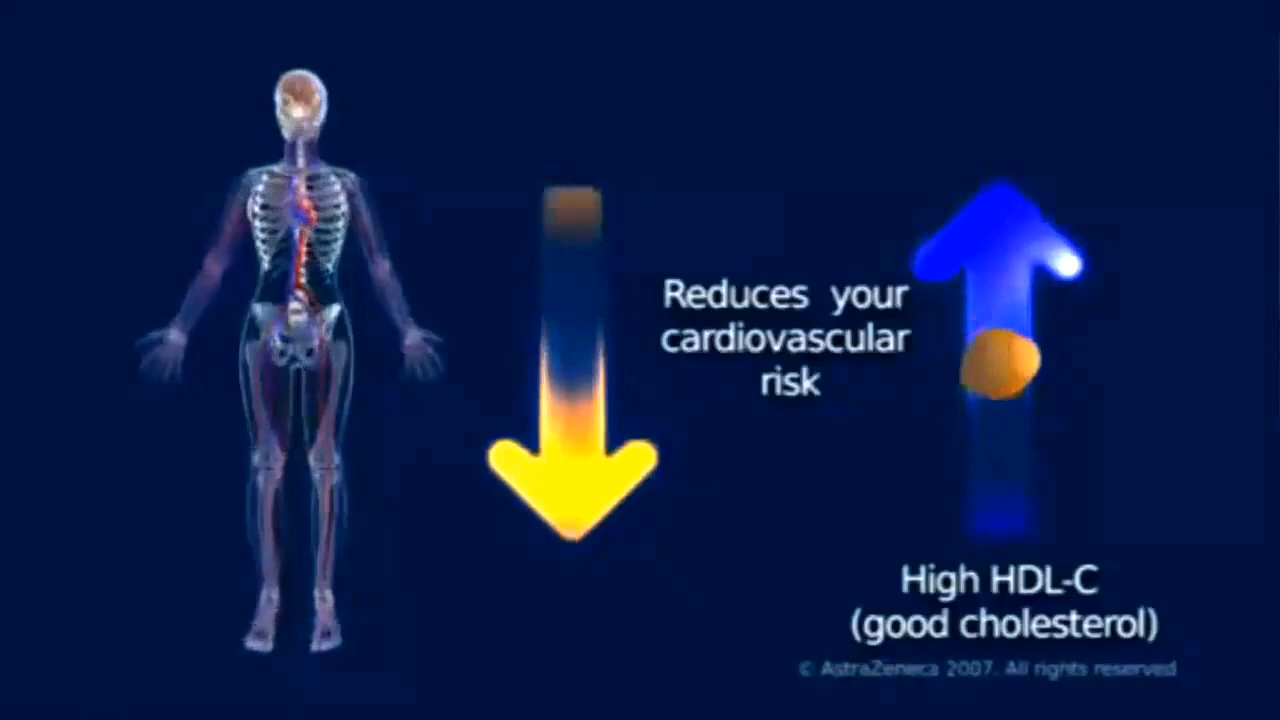 Reduces your
cardiovascular
risk
High HDL-C
(good cholesterol)
© AstraZeneca 2007. All rights reserved